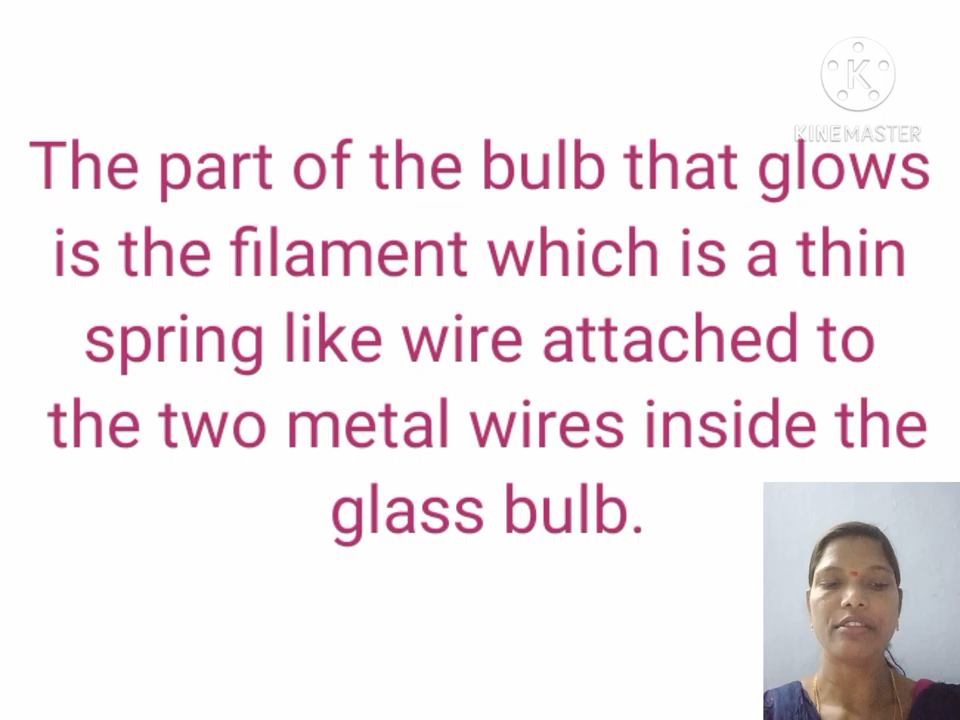 K
KINEMASTER
The part of the bulb that glows
is the filament which is a thin
spring like wire attached to
the two metal wires inside the
glass bulb.